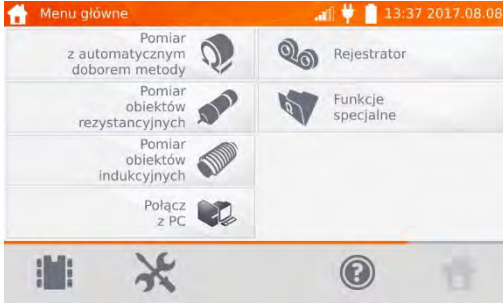 Menu główne
13:37 2017.08.08
Pomiar
z automatycznym
doborem metody
Pomiar
obiektów
rezystancyjnych
Pomiar
obiektów
indukcyjnych
Połącz
z PC
Rejestrator
Funkcje
specjalne
Ω
?